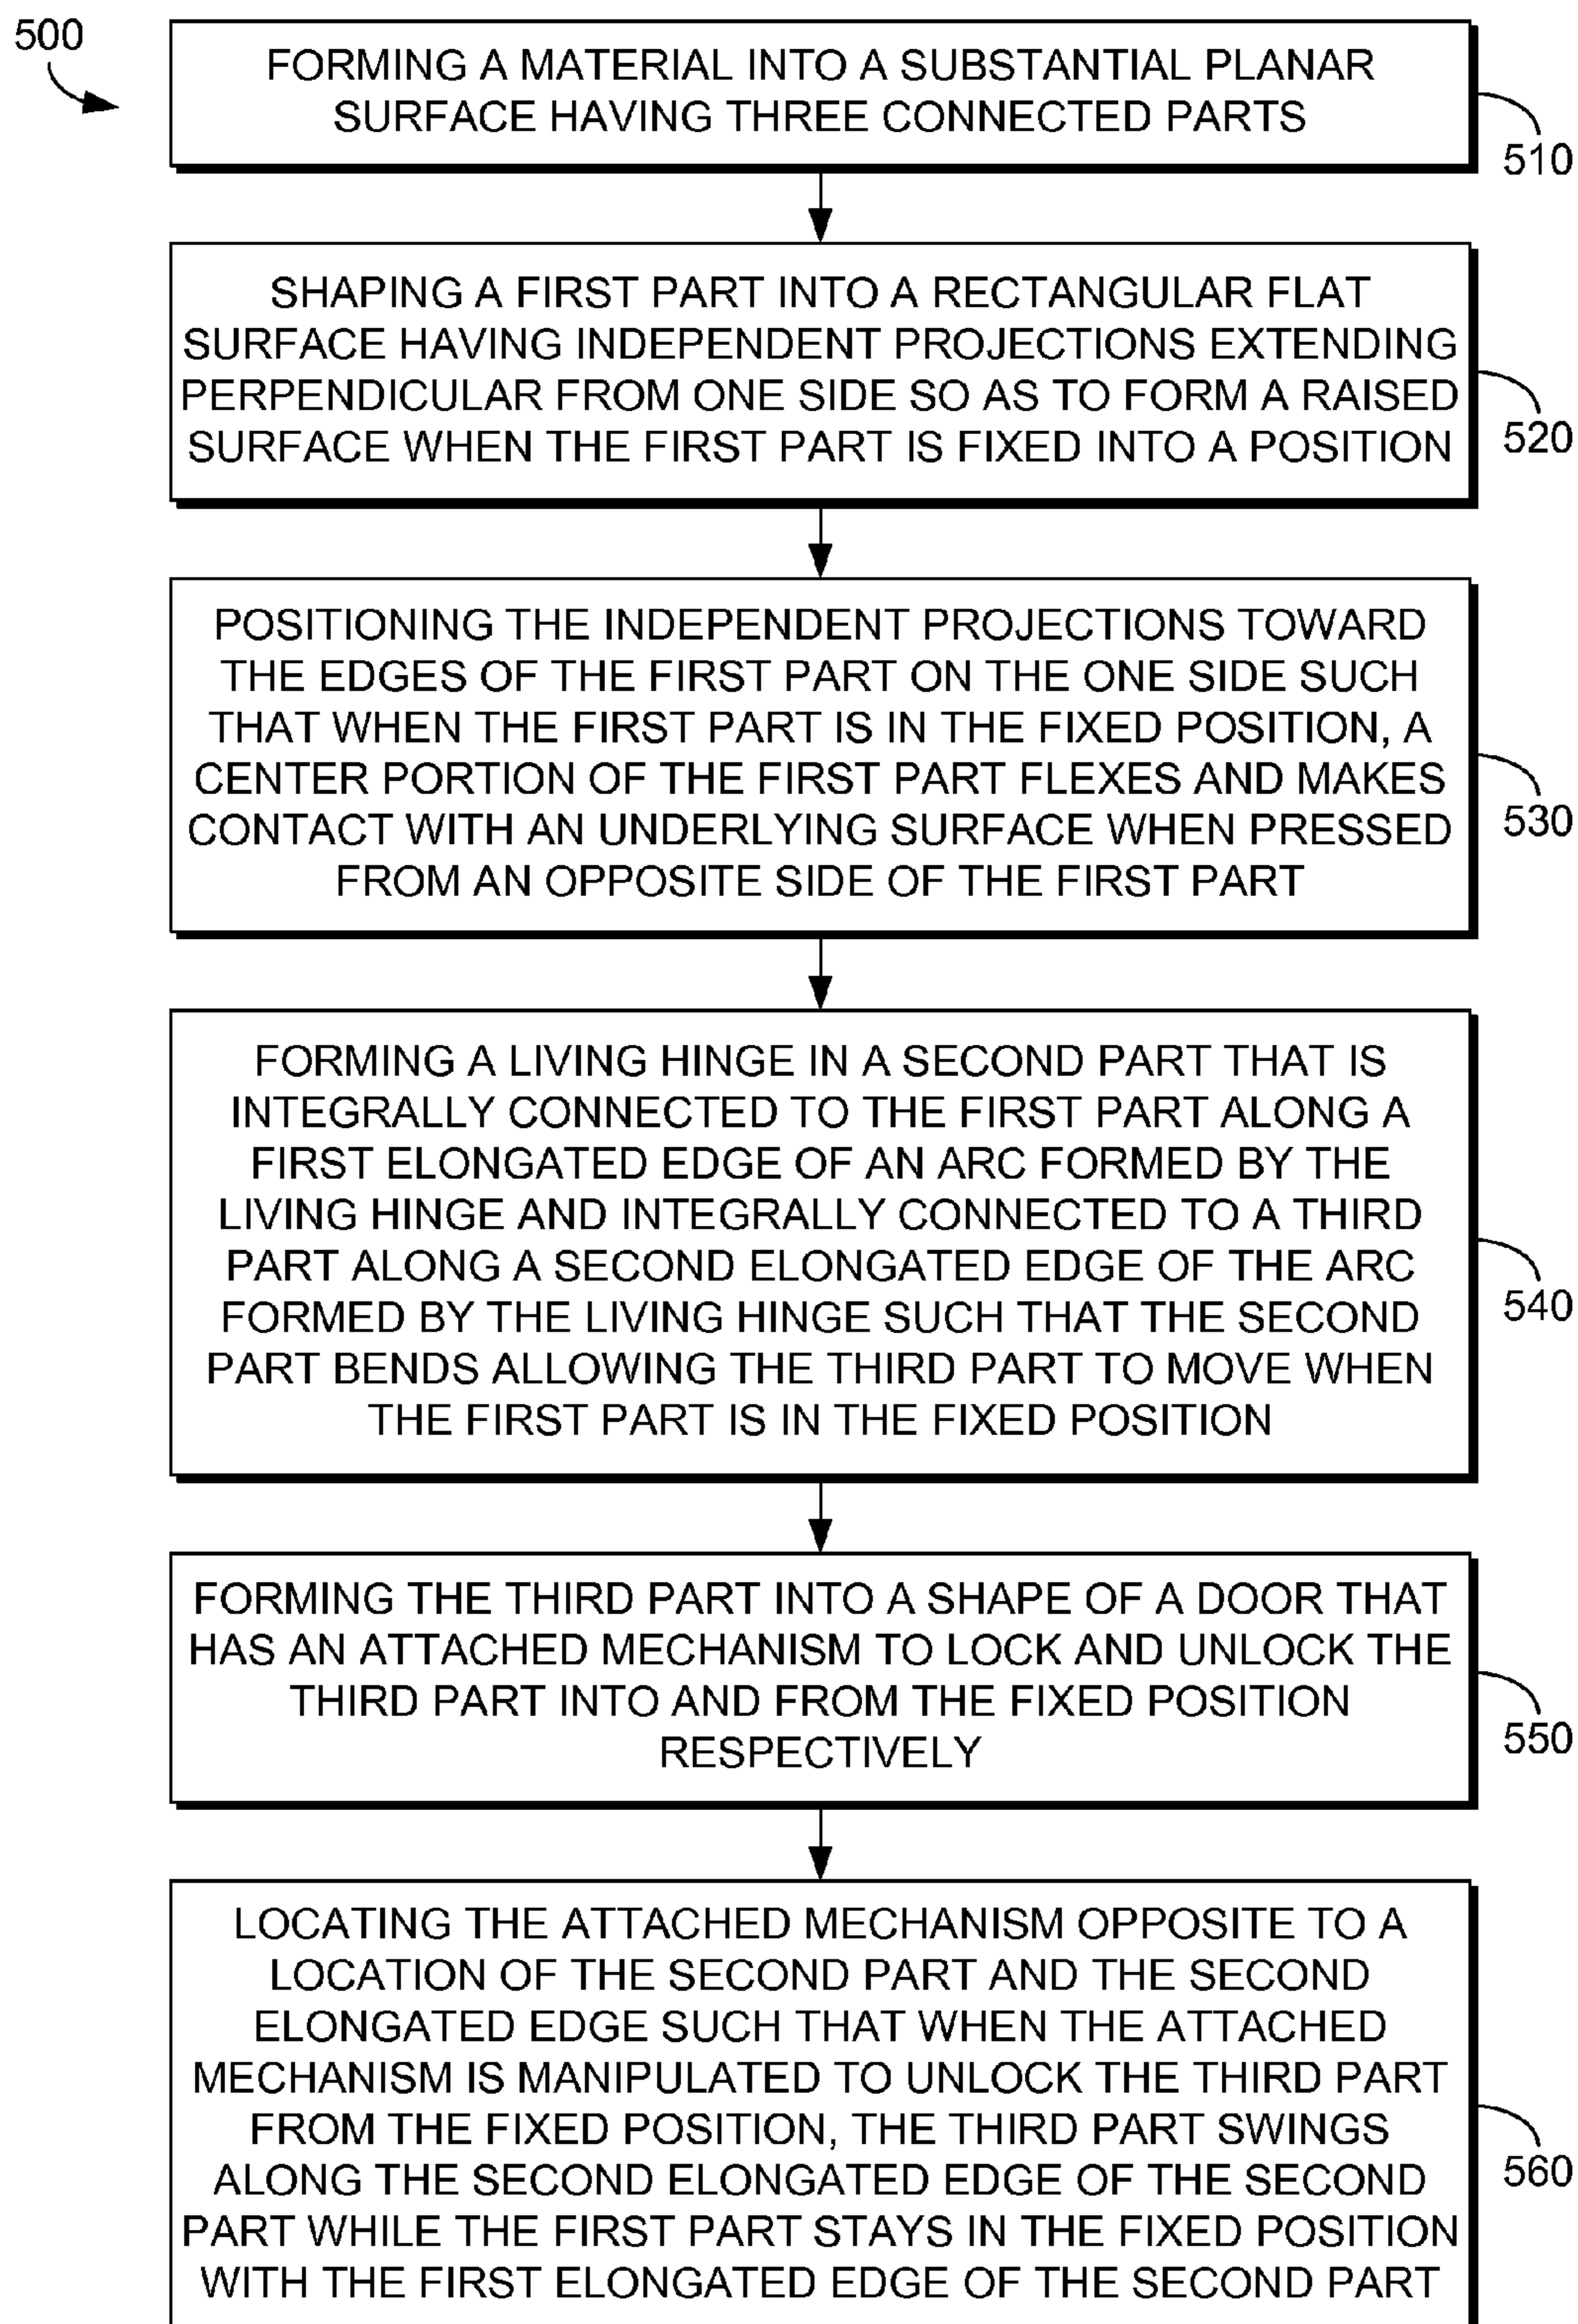 500
FORMING A MATERIAL INTO A SUBSTANTIAL PLANAR
SURFACE HAVING THREE CONNECTED PARTS
510
SHAPING A FIRST PART INTO A RECTANGULAR FLAT
SURFACE HAVING INDEPENDENT PROJECTIONS EXTENDING
PERPENDICULAR FROM ONE SIDE SO AS TO FORM A RAISED
SURFACE WHEN THE FIRST PART IS FIXED INTO A POSITION
520
POSITIONING THE INDEPENDENT PROJECTIONS TOWARD
THE EDGES OF THE FIRST PART ON THE ONE SIDE SUCH
THAT WHEN THE FIRST PART IS IN THE FIXED POSITION, A
CENTER PORTION OF THE FIRST PART FLEXES AND MAKES
CONTACT WITH AN UNDERLYING SURFACE WHEN PRESSED
FROM AN OPPOSITE SIDE OF THE FIRST PART
530
FORMING A LIVING HINGE IN A SECOND PART THAT IS
INTEGRALLY CONNECTED TO THE FIRST PART ALONG A
FIRST ELONGATED EDGE OF AN ARC FORMED BY THE
LIVING HINGE AND INTEGRALLY CONNECTED TO A THIRD
PART ALONG A SECOND ELONGATED EDGE OF THE ARC
FORMED BY THE LIVING HINGE SUCH THAT THE SECOND
PART BENDS ALLOWING THE THIRD PART TO MOVE WHEN
THE FIRST PART IS IN THE FIXED POSITION
540
FORMING THE THIRD PART INTO A SHAPE OF A DOOR THAT
HAS AN ATTACHED MECHANISM TO LOCK AND UNLOCK THE
THIRD PART INTO AND FROM THE FIXED POSITION
RESPECTIVELY
550
LOCATING THE ATTACHED MECHANISM OPPOSITE TO A
LOCATION OF THE SECOND PART AND THE SECOND
ELONGATED EDGE SUCH THAT WHEN THE ATTACHED
MECHANISM IS MANIPULATED TO UNLOCK THE THIRD PART
FROM THE FIXED POSITION, THE THIRD PART SWINGS
ALONG THE SECOND ELONGATED EDGE OF THE SECOND
PART WHILE THE FIRST PART STAYS IN THE FIXED POSITION
WITH THE FIRST ELONGATED EDGE OF THE SECOND PART
560